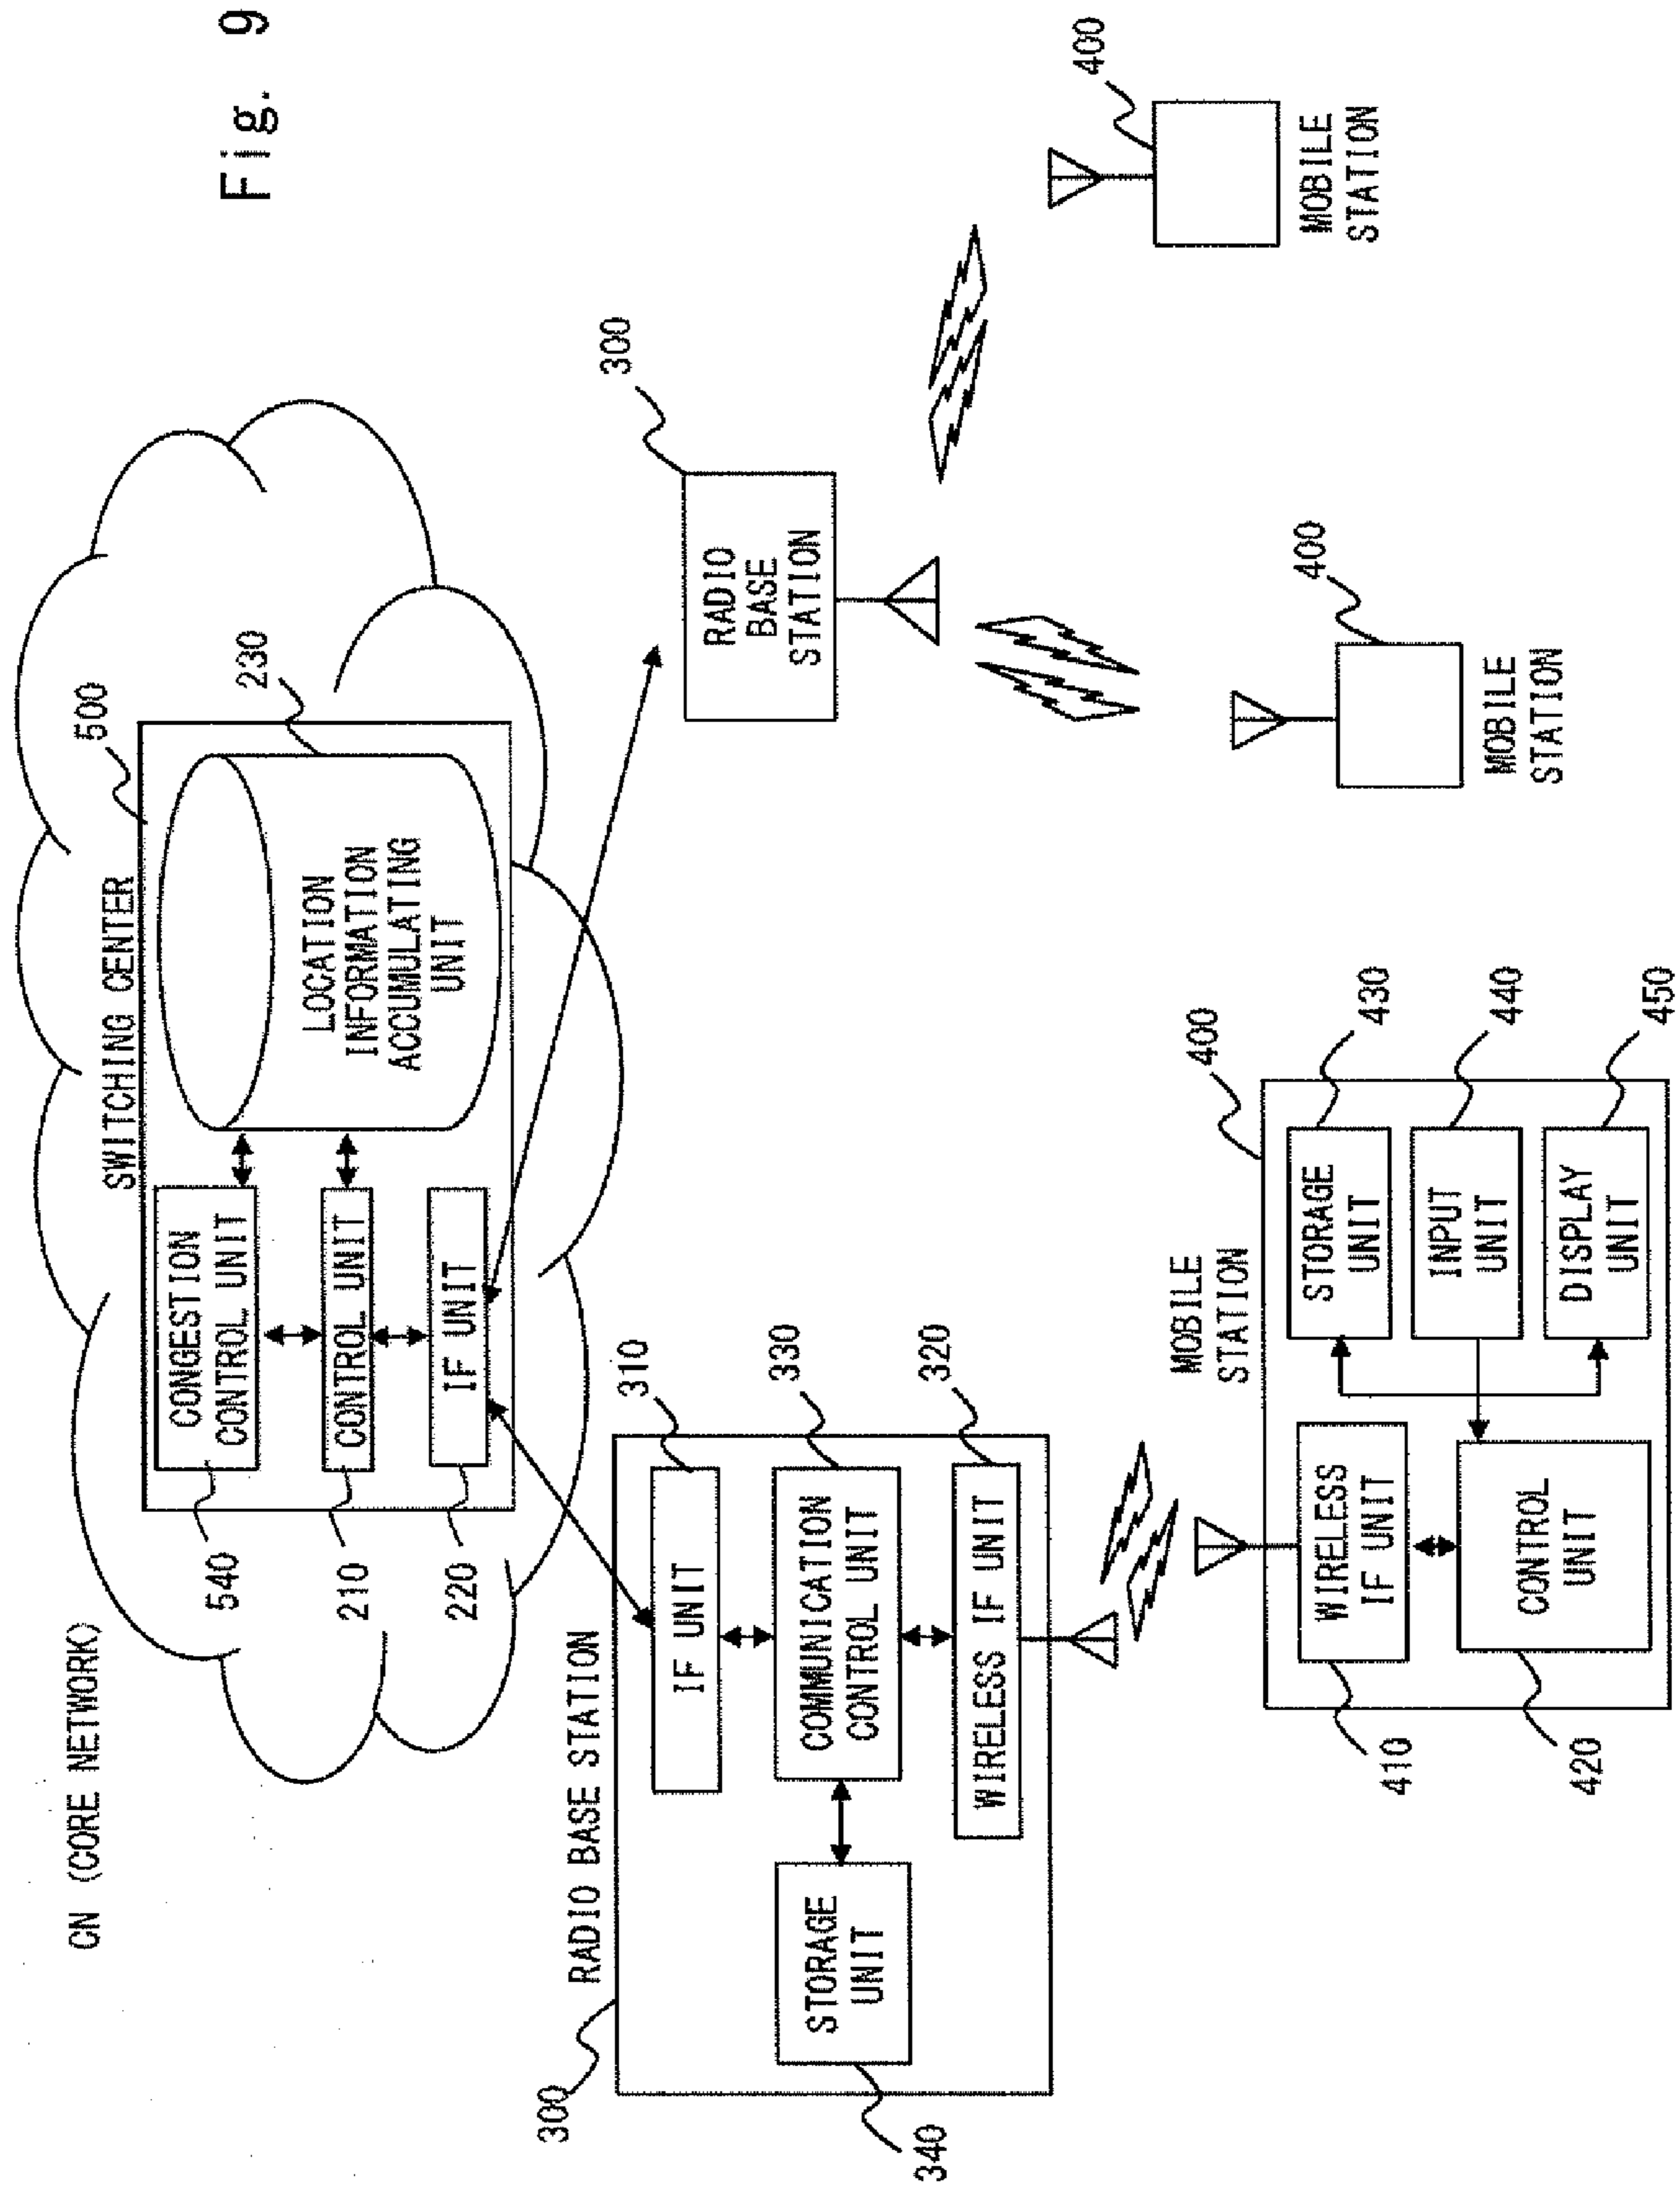 Fig. 9
CN (CORE NETWORK)
SWITCHING CENTER
500
540
CONGESTION
CONTROL UNIT
210
CONTROL UNIT
220
IF UNIT
LOCATION
INFORMATION
ACCUMULATING
UNIT
230
300
RADIO BASE STATION
310
IF UNIT
330
COMMUNICATION
CONTROL UNIT
320
WIRELESS IF UNIT
STORAGE
UNIT
340
300
RADIO
BASE
STATION
MOBILE
STATION
400
410
WIRELESS
IF UNIT
420
CONTROL
UNIT
STORAGE
UNIT
430
INPUT
UNIT
440
DISPLAY
UNIT
450
400
MOBILE
STATION
400
MOBILE
STATION